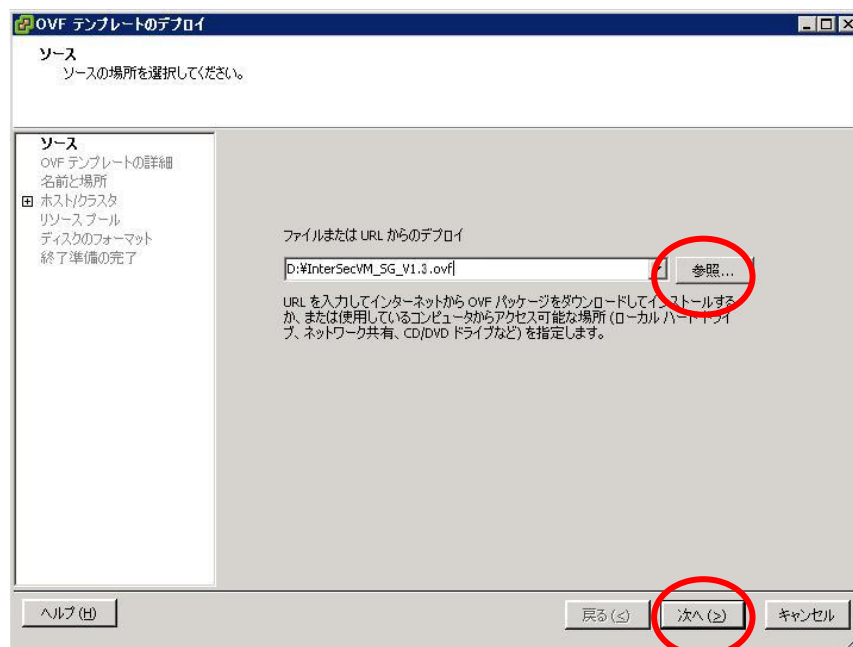 OVF テンプレートのデプロイ
ソース
ソースの場所を選択してください。
ソース
OVF テンプレートの詳細
名前と場所
ホスト/クラスタ
リソース プール
ディスクのフォーマット
終了準備の完了
ファイルまたは URL からのデプロイ
D:¥InterSecVM_SG_V1.3.ovf
参照...
URL を入力してインターネットから OVF パッケージをダウンロードしてインストールする
か、または使用しているコンピュータからアクセス可能な場所 (ローカル ハード ドライ
ブ、ネットワーク共有、CD/DVD ドライブなど) を指定します。
ヘルプ (H)
戻る (≤)
次へ (≥)
キャンセル